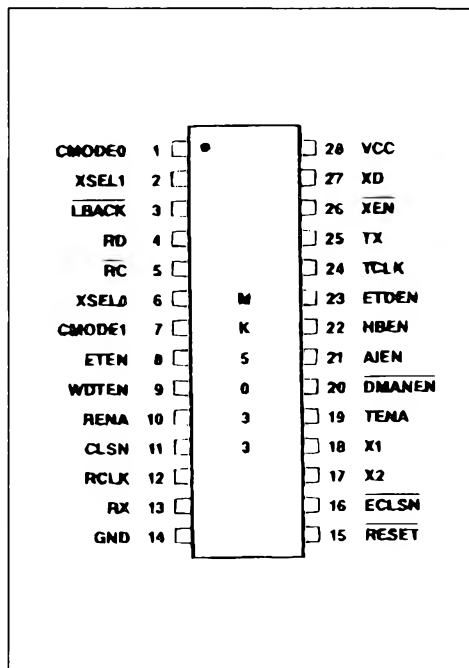 CMODE0 1 28 VCC
XSEL1 2 27 XD
LBACK 3 26 XEN
RD 4 25 TX
RC 5 24 TCLK
XSEL0 6 M 23 ETDEN
CMODE1 7 K 22 HBEN
ETEN 8 5 21 AJEN
WDTEN 9 0 20 DMANEN
RENA 10 3 19 TENA
CLSN 11 3 18 X1
RCLK 12 17 X2
RX 13 16 ECLSN
GND 14 15 RESET